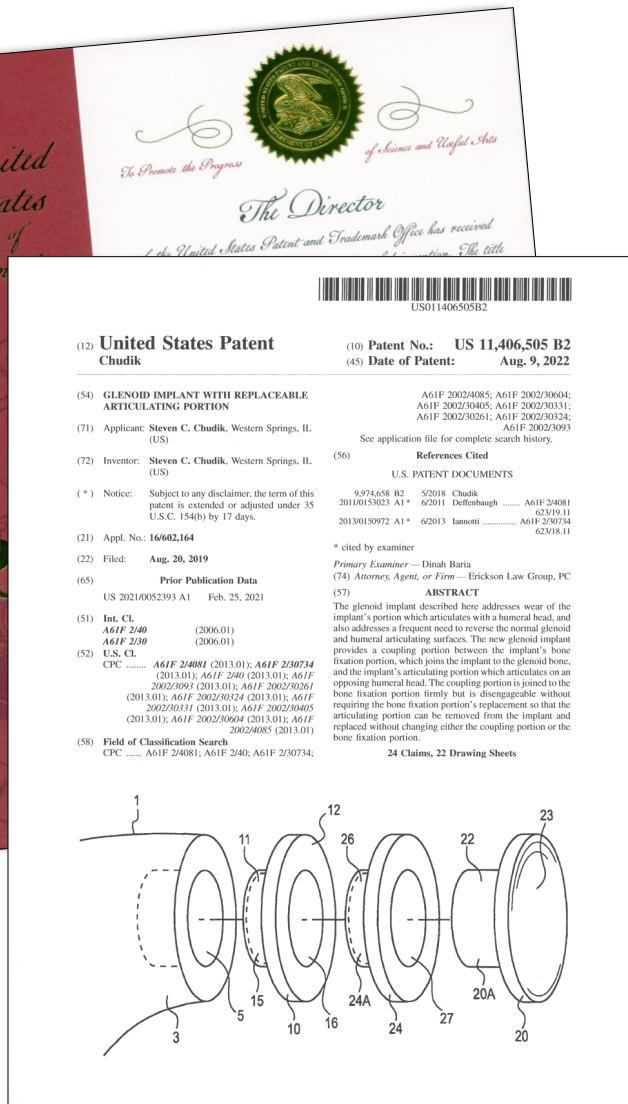 ited
ates
of
To Promote the Progress
of Science and Useful Arts
The Director
the United States Patent and Trademark Office has received
The title
US011406505B2
(12) United States Patent
Chudik
(10) Patent No.: US 11,406,505 B2
(45) Date of Patent: Aug. 9, 2022
(54) GLENOID IMPLANT WITH REPLACEABLE
ARTICULATING PORTION
(71) Applicant: Steven C. Chudik, Western Springs, IL
(US)
(72) Inventor: Steven C. Chudik, Western Springs, IL
(US)
( * ) Notice: Subject to any disclaimer, the term of this
patent is extended or adjusted under 35
U.S.C. 154(b) by 17 days.
(21) Appl. No.: 16/602,164
(22) Filed: Aug. 20, 2019
(65) Prior Publication Data
US 2021/0052393 A1 Feb. 25, 2021
(51) Int. Cl.
A61F 2/40 (2006.01)
A61F 2/30 (2006.01)
(52) U.S. Cl.
CPC ........ A61F 2/4081 (2013.01); A61F 2/30734
(2013.01); A61F 2/40 (2013.01); A61F
2002/3093 (2013.01); A61F 2002/30261
(2013.01); A61F 2002/30324 (2013.01); A61F
2002/30331 (2013.01); A61F 2002/30405
(2013.01); A61F 2002/30604 (2013.01); A61F
2002/4085 (2013.01)
(58) Field of Classification Search
CPC ...... A61F 2/4081; A61F 2/40; A61F 2/30734;
A61F 2002/4085; A61F 2002/30604;
A61F 2002/30405; A61F 2002/30331;
A61F 2002/30261; A61F 2002/30324;
A61F 2002/3093
See application file for complete search history.
(56) References Cited
U.S. PATENT DOCUMENTS
9,974,658 B2 5/2018 Chudik
2011/0153023 A1* 6/2011 Deffenbaugh ........ A61F 2/4081
623/19.11
2013/0150972 A1* 6/2013 Iannotti ............... A61F 2/30734
623/18.11
* cited by examiner
Primary Examiner — Dinah Baria
(74) Attorney, Agent, or Firm — Erickson Law Group, PC
(57) ABSTRACT
The glenoid implant described here addresses wear of the
implant's portion which articulates with a humeral head, and
also addresses a frequent need to reverse the normal glenoid
and humeral articulating surfaces. The new glenoid implant
provides a coupling portion between the implant's bone
fixation portion, which joins the implant to the glenoid bone,
and the implant's articulating portion which articulates on an
opposing humeral head. The coupling portion is joined to the
bone fixation portion firmly but is disengageable without
requiring the bone fixation portion's replacement so that the
articulating portion can be removed from the implant and
replaced without changing either the coupling portion or the
bone fixation portion.
24 Claims, 22 Drawing Sheets
1
12
11
26
22
23
3
5
15
10
16
24A
24
27
20A
20